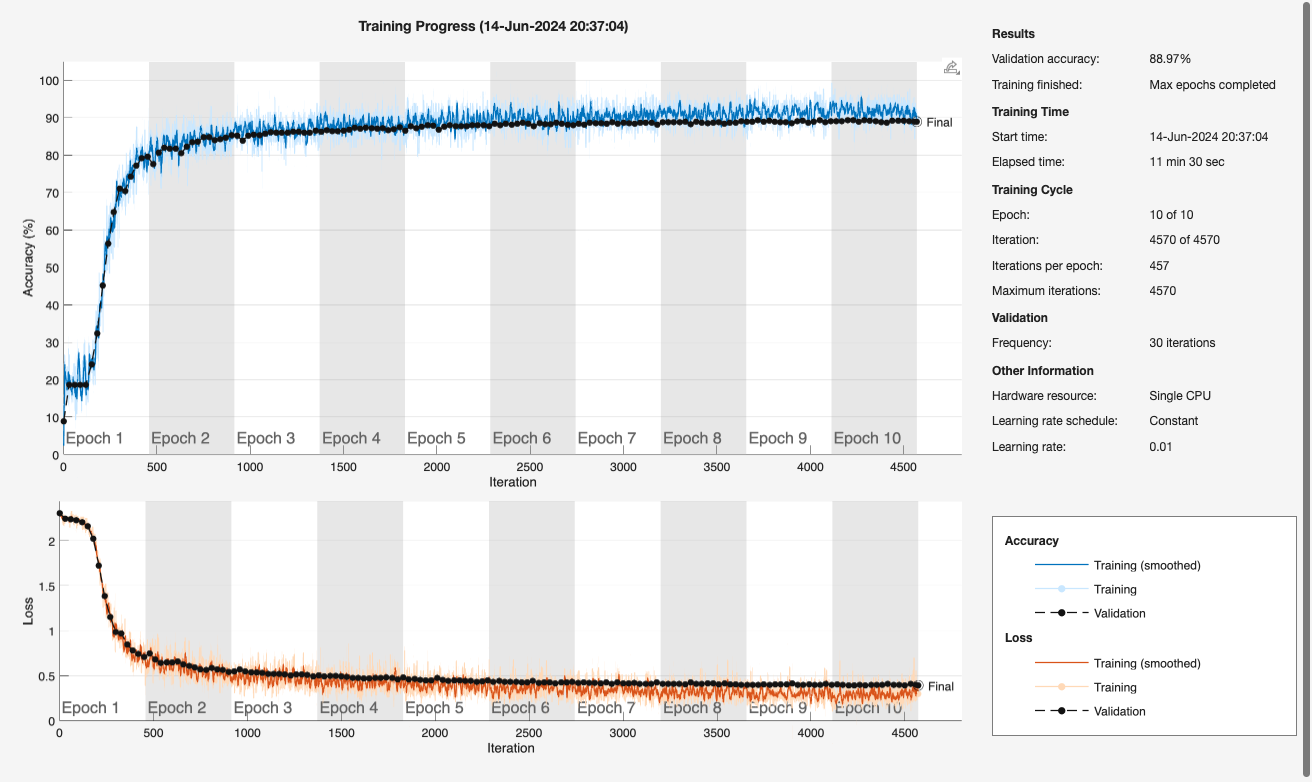 Training Progress (14-Jun-2024 20:37:04)
100
90
80
70
60
50
40
30
20
10
0
Accuracy (%)
Final
Epoch 1 Epoch 2 Epoch 3 Epoch 4 Epoch 5 Epoch 6 Epoch 7 Epoch 8 Epoch 9 Epoch 10
0 500 1000 1500 2000 2500 3000 3500 4000 4500
Iteration
2
1.5
1
0.5
0
Loss
Final
Epoch 1 Epoch 2 Epoch 3 Epoch 4 Epoch 5 Epoch 6 Epoch 7 Epoch 8 Epoch 9 Epoch 10
0 500 1000 1500 2000 2500 3000 3500 4000 4500
Iteration
Results
Validation accuracy: 88.97%
Training finished: Max epochs completed
Training Time
Start time: 14-Jun-2024 20:37:04
Elapsed time: 11 min 30 sec
Training Cycle
Epoch: 10 of 10
Iteration: 4570 of 4570
Iterations per epoch: 457
Maximum iterations: 4570
Validation
Frequency: 30 iterations
Other Information
Hardware resource: Single CPU
Learning rate schedule: Constant
Learning rate: 0.01
Accuracy
Training (smoothed)
Training
Validation
Loss
Training (smoothed)
Training
Validation